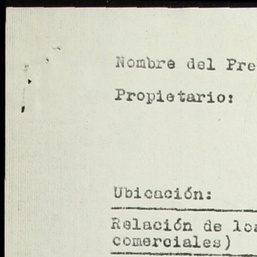 Nombre del Pre
Propietario:
Ubicación:
Relación de los
comerciales)